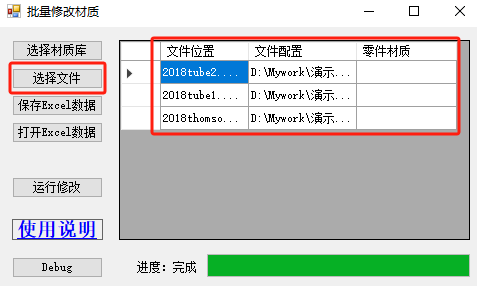 批量修改材质
选择材质库
选择文件
保存Excel数据
打开Excel数据
运行修改
使用说明
Debug
文件位置 文件配置 零件材质
2018tube2.... D:\Mywork\演示...
2018tube1.... D:\Mywork\演示...
2018thomso... D:\Mywork\演示...
进度：完成